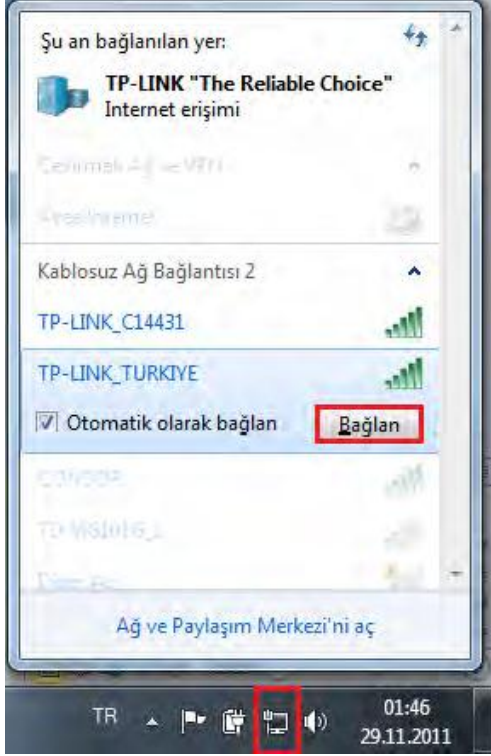 Şu an bağlanılan yer:
TP-LINK "The Reliable Choice"
Internet erişimi
Kablosuz Ağ Bağlantısı 2
TP-LINK_C14431
TP-LINK_TURKIYE
Otomatik olarak bağlan
Bağlan
Ağ ve Paylaşım Merkezi'ni aç
TR
01:46
29.11.2011